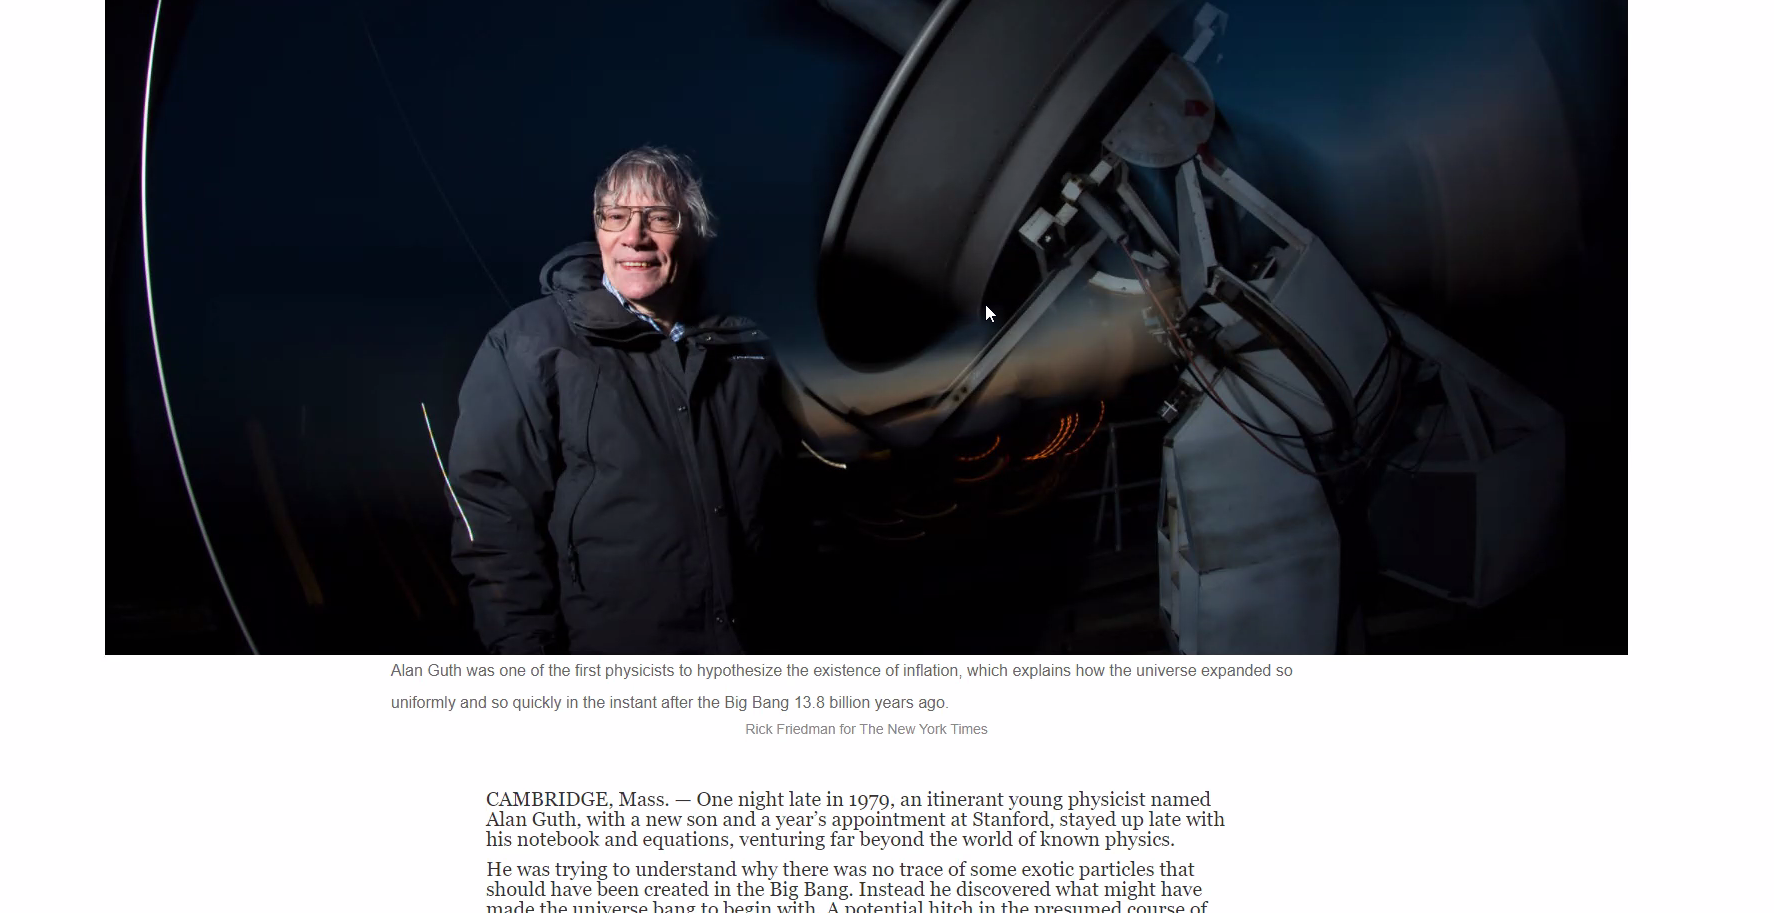 Alan Guth was one of the first physicists to hypothesize the existence of inflation, which explains how the universe expanded so
uniformly and so quickly in the instant after the Big Bang 13.8 billion years ago.
Rick Friedman for The New York Times
CAMBRIDGE, Mass. — One night late in 1979, an itinerant young physicist named
Alan Guth, with a new son and a year’s appointment at Stanford, stayed up late with
his notebook and equations, venturing far beyond the world of known physics.
He was trying to understand why there was no trace of some exotic particles that
should have been created in the Big Bang. Instead he discovered what might have
made the universe bang to begin with. A potential hitch in the presumed course of